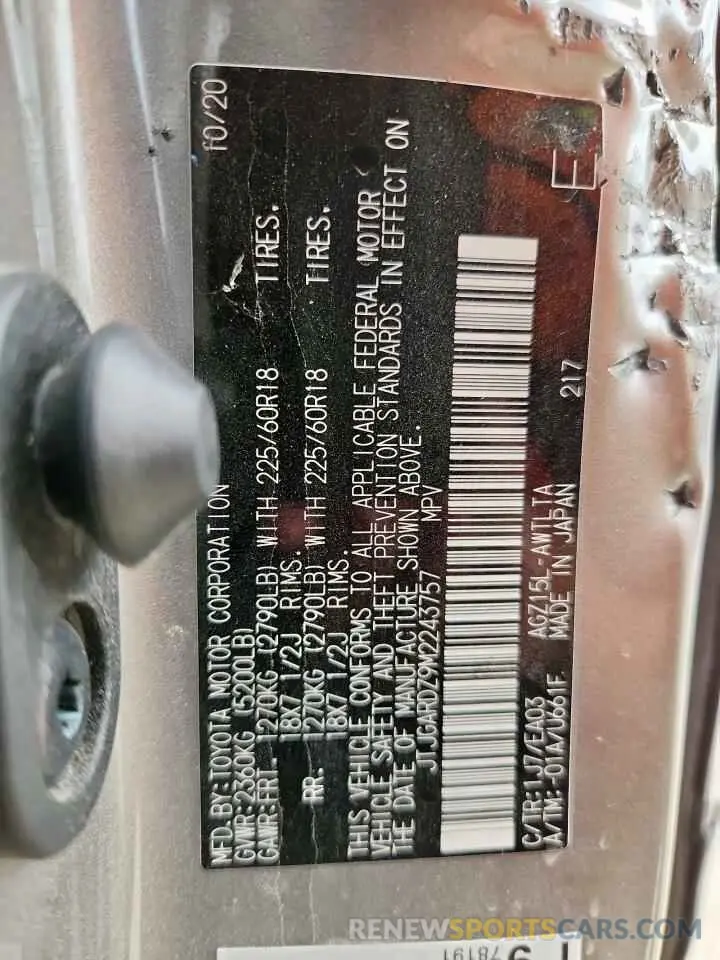 MFD. BY: TOYOTA MOTOR CORPORATION 10/20
GVWR: 2360KG (5200LB)
GAWR: FRT. 1270KG (2790LB) WITH 225/60R18 TIRES.
18X7 1/2J RIMS.
RR. 1270KG (2790LB) WITH 225/60R18 TIRES.
18X7 1/2J RIMS.
THIS VEHICLE CONFORMS TO ALL APPLICABLE FEDERAL MOTOR
VEHICLE SAFETY AND THEFT PREVENTION STANDARDS IN EFFECT ON
THE DATE OF MANUFACTURE SHOWN ABOVE.
JTJGARDZ9M2243757 MPV
C/TR: 1J7/EA03 AGZ15L-AWTLTA
A/TM: -01A/U661F MADE IN JAPAN 217 E
78191
RENEWSPORTSCARS.COM